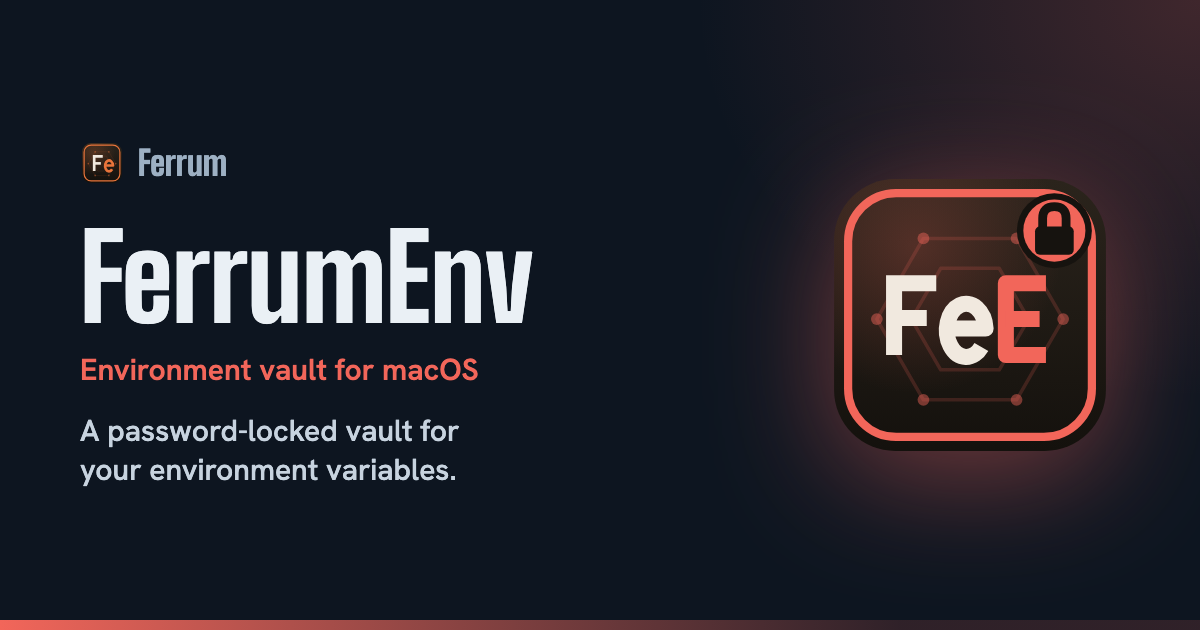 Fe Ferrum
FerrumEnv
Environment vault for macOS
A password-locked vault for
your environment variables.
FeE